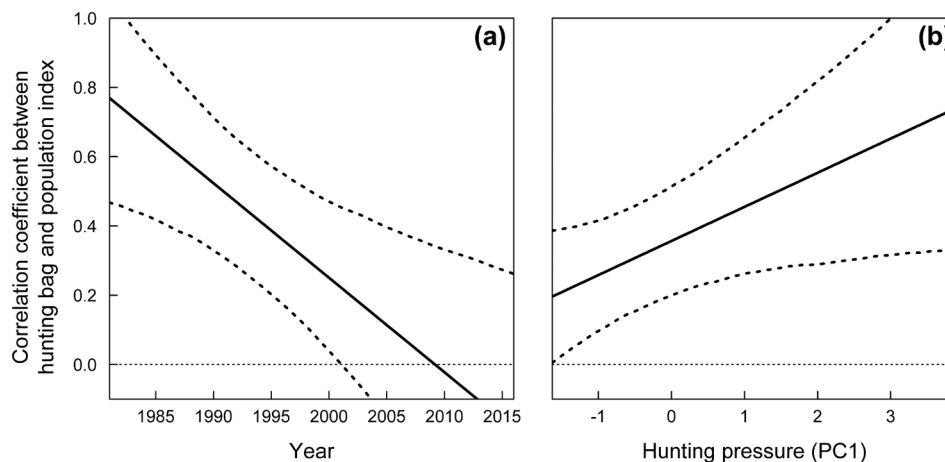 Correlation coefficient between
hunting bag and population index
1.0
0.8
0.6
0.4
0.2
0.0
(a)
1985 1990 1995 2000 2005 2010 2015
Year
(b)
-1 0 1 2 3
Hunting pressure (PC1)